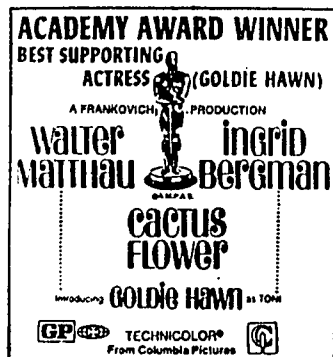 ACADEMY AWARD WINNER
BEST SUPPORTING
ACTRESS (GOLDIE HAWN)
A FRANKOVICH PRODUCTION
WALTER MATTHAU
INGRID BERGMAN
©A.M.P.A.S.
CACTUS
FLOWER
Introducing GOLDIE HAWN as TONI
GP
TECHNICOLOR®
From Columbia Pictures